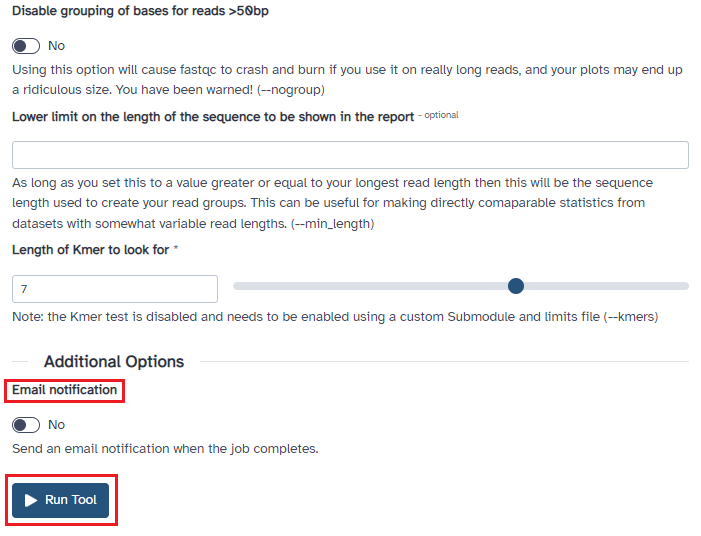 Disable grouping of bases for reads >50bp
No
Using this option will cause fastqc to crash and burn if you use it on really long reads, and your plots may end up
a ridiculous size. You have been warned! (--nogroup)
Lower limit on the length of the sequence to be shown in the report - optional
As long as you set this to a value greater or equal to your longest read length then this will be the sequence
length used to create your read groups. This can be useful for making directly comaparable statistics from
datasets with somewhat variable read lengths. (--min_length)
Length of Kmer to look for *
7
Note: the Kmer test is disabled and needs to be enabled using a custom Submodule and limits file (--kmers)
Additional Options
Email notification
No
Send an email notification when the job completes.
Run Tool